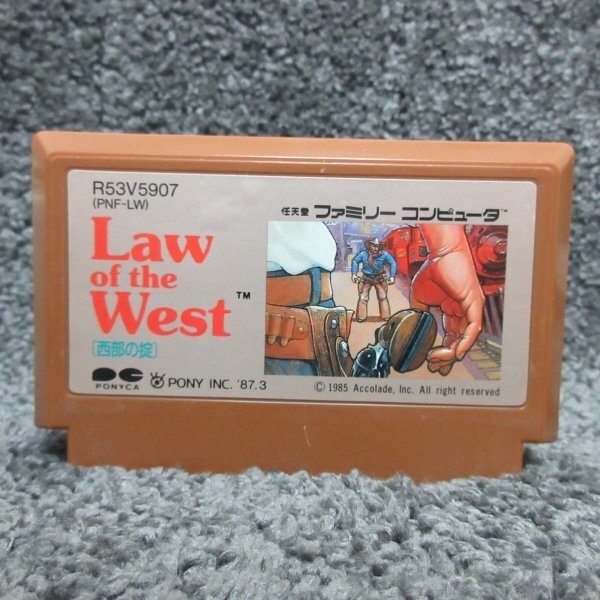 R53V5907
(PNF-LW)
任天堂 ファミリー コンピュータ™
Law
of the
West™
[西部の掟]
PONYCA
PONY INC. '87.3
© 1985 Accolade, Inc. All right reserved